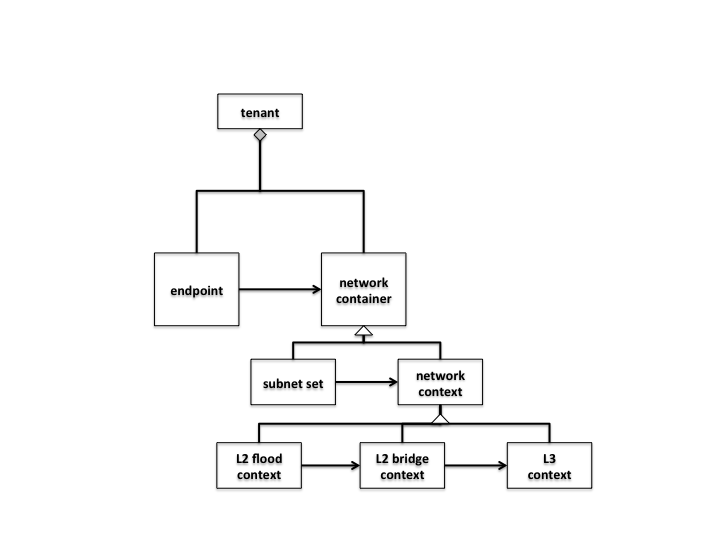 tenant
endpoint
network
container
subnet set
network
context
L2 flood
context
L2 bridge
context
L3
context